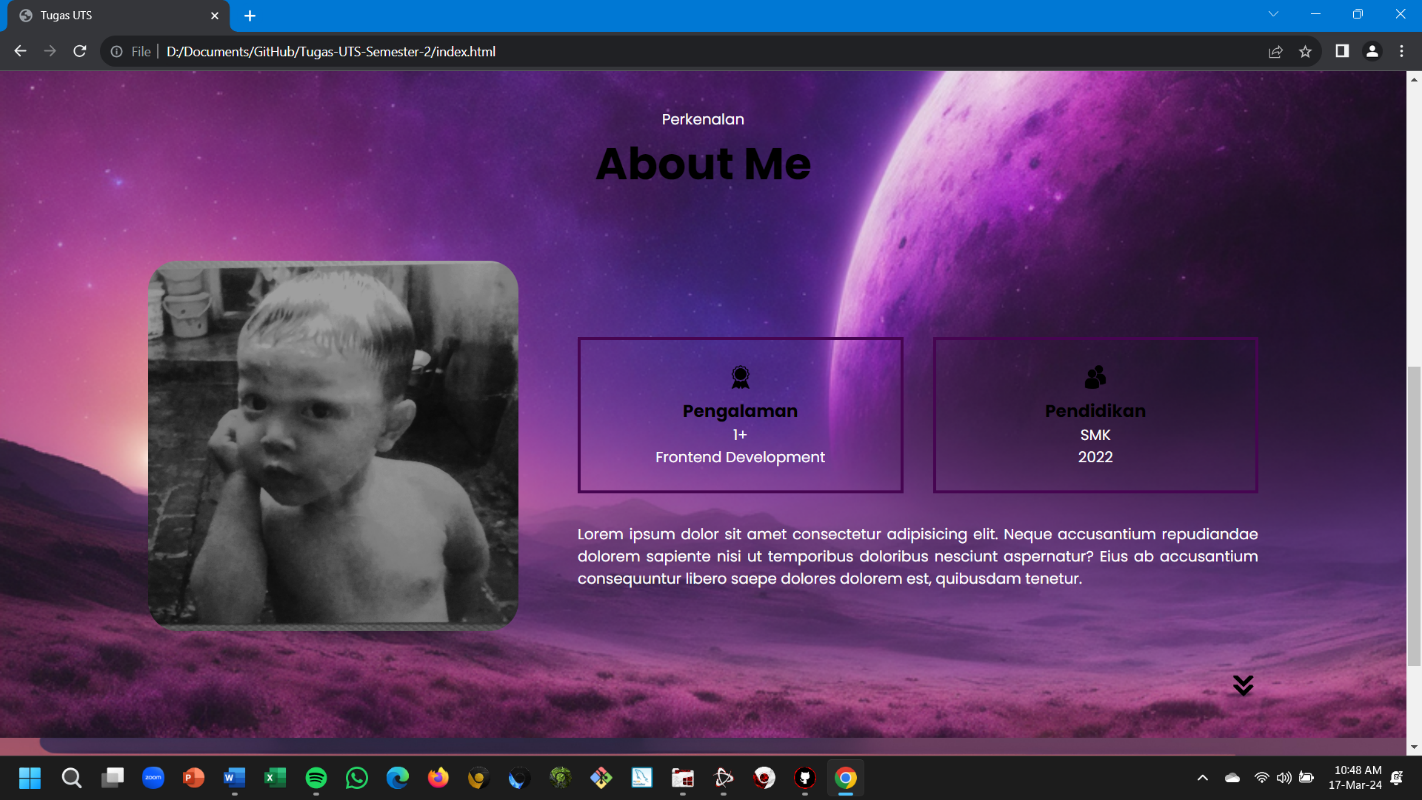 Tugas UTS
File
D:/Documents/GitHub/Tugas-UTS-Semester-2/index.html
Perkenalan
About Me
Pengalaman
1+
Frontend Development
Pendidikan
SMK
2022
Lorem ipsum dolor sit amet consectetur adipisicing elit. Neque accusantium repudiandae
dolorem sapiente nisi ut temporibus doloribus nesciunt aspernatur? Eius ab accusantium
consequuntur libero saepe dolores dolorem est, quibusdam tenetur.
zoom
10:48 AM
17-Mar-24